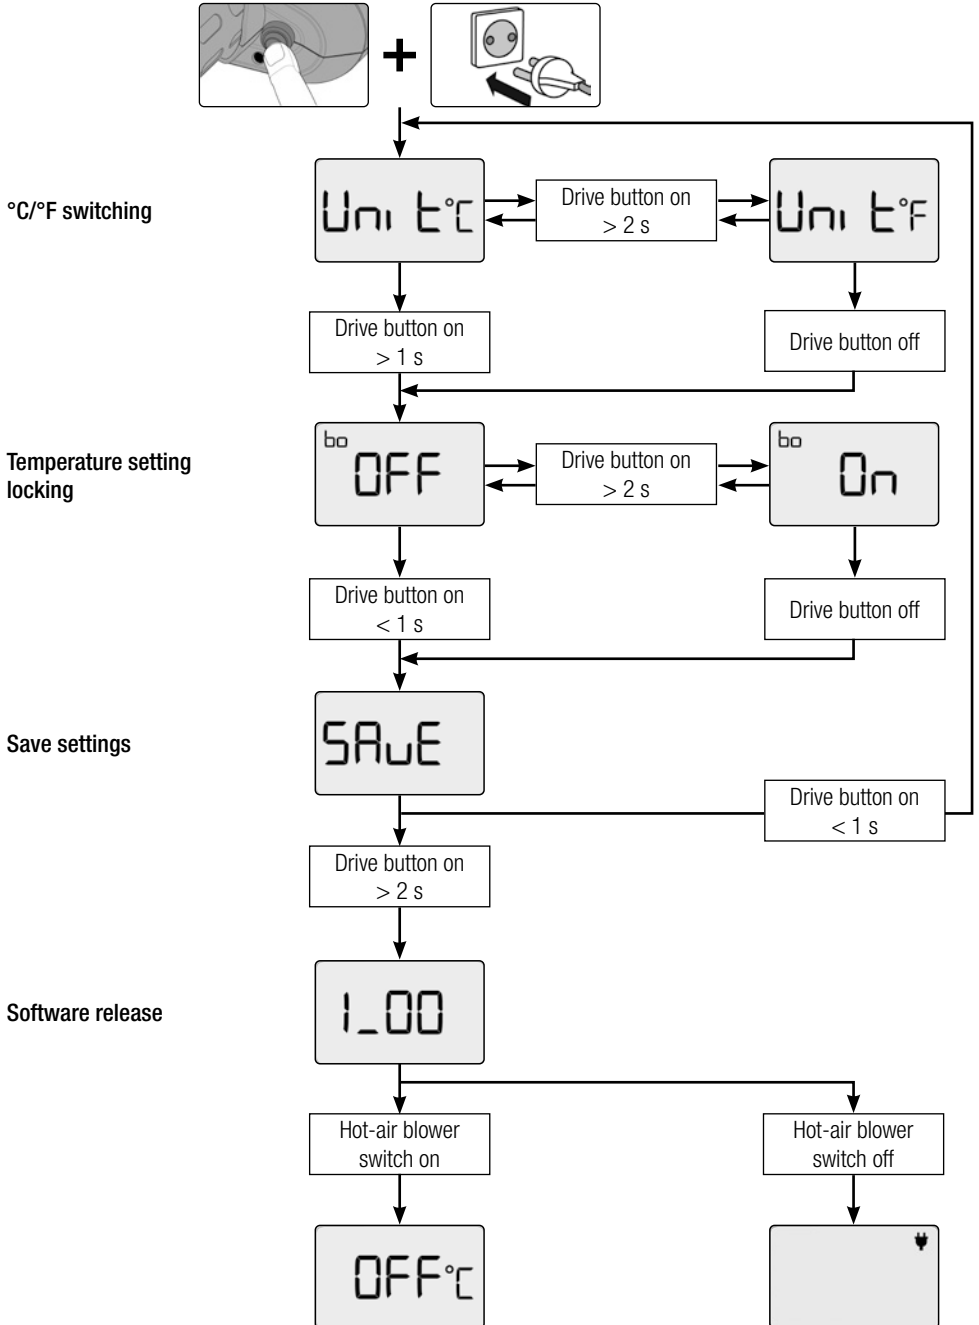 +
°C/°F switching
Uni t°C
Drive button on
> 2 s
Uni t°F
Drive button on
> 1 s
Drive button off
Temperature setting
locking
bo
OFF
Drive button on
> 2 s
bo
On
Drive button on
< 1 s
Drive button off
Save settings
SAvE
Drive button on
< 1 s
Drive button on
> 2 s
Software release
1_00
Hot-air blower
switch on
Hot-air blower
switch off
OFF°C